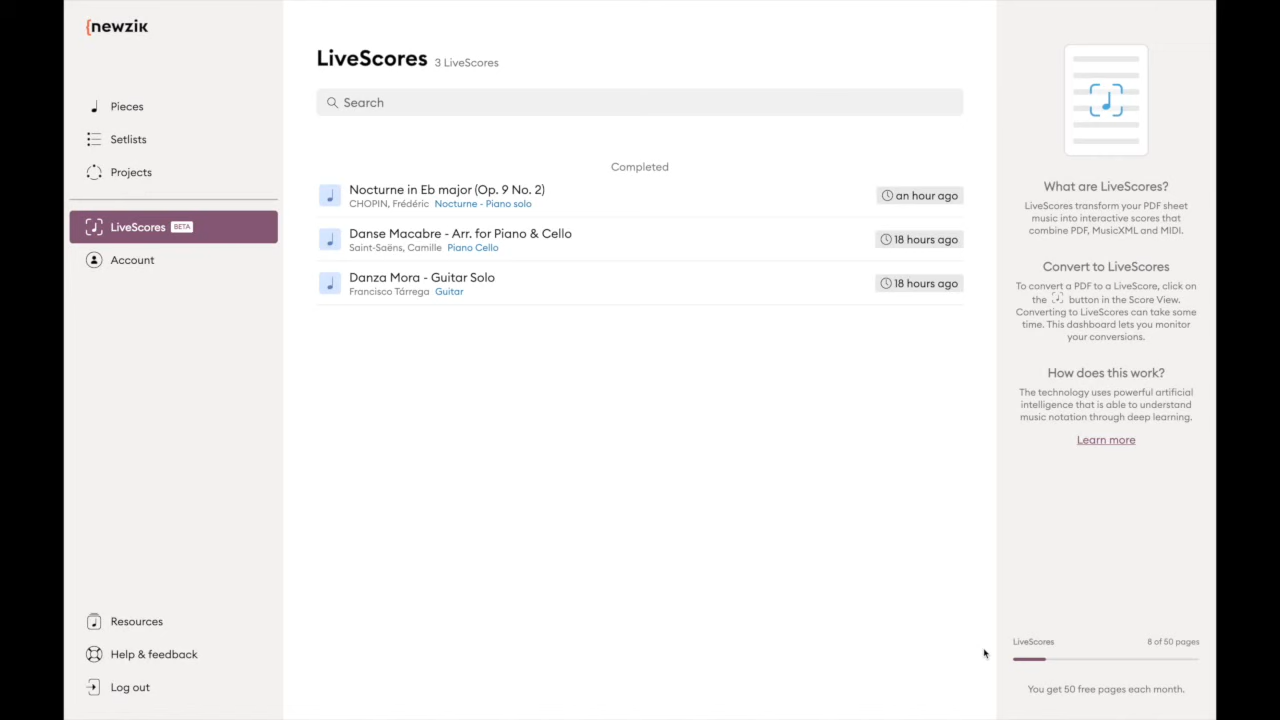 {newzik
Pieces
Setlists
Projects
LiveScores BETA
Account
Resources
Help & feedback
Log out
LiveScores 3 LiveScores
Search
Completed
Nocturne in Eb major (Op. 9 No. 2)
CHOPIN, Frédéric Nocturne - Piano solo
an hour ago
Danse Macabre - Arr. for Piano & Cello
Saint-Saëns, Camille Piano Cello
18 hours ago
Danza Mora - Guitar Solo
Francisco Tárrega Guitar
18 hours ago
What are LiveScores?
LiveScores transform your PDF sheet
music into interactive scores that
combine PDF, MusicXML and MIDI.
Convert to LiveScores
To convert a PDF to a LiveScore, click on
the button in the Score View.
Converting to LiveScores can take some
time. This dashboard lets you monitor
your conversions.
How does this work?
The technology uses powerful artificial
intelligence that is able to understand
music notation through deep learning.
Learn more
LiveScores 8 of 50 pages
You get 50 free pages each month.